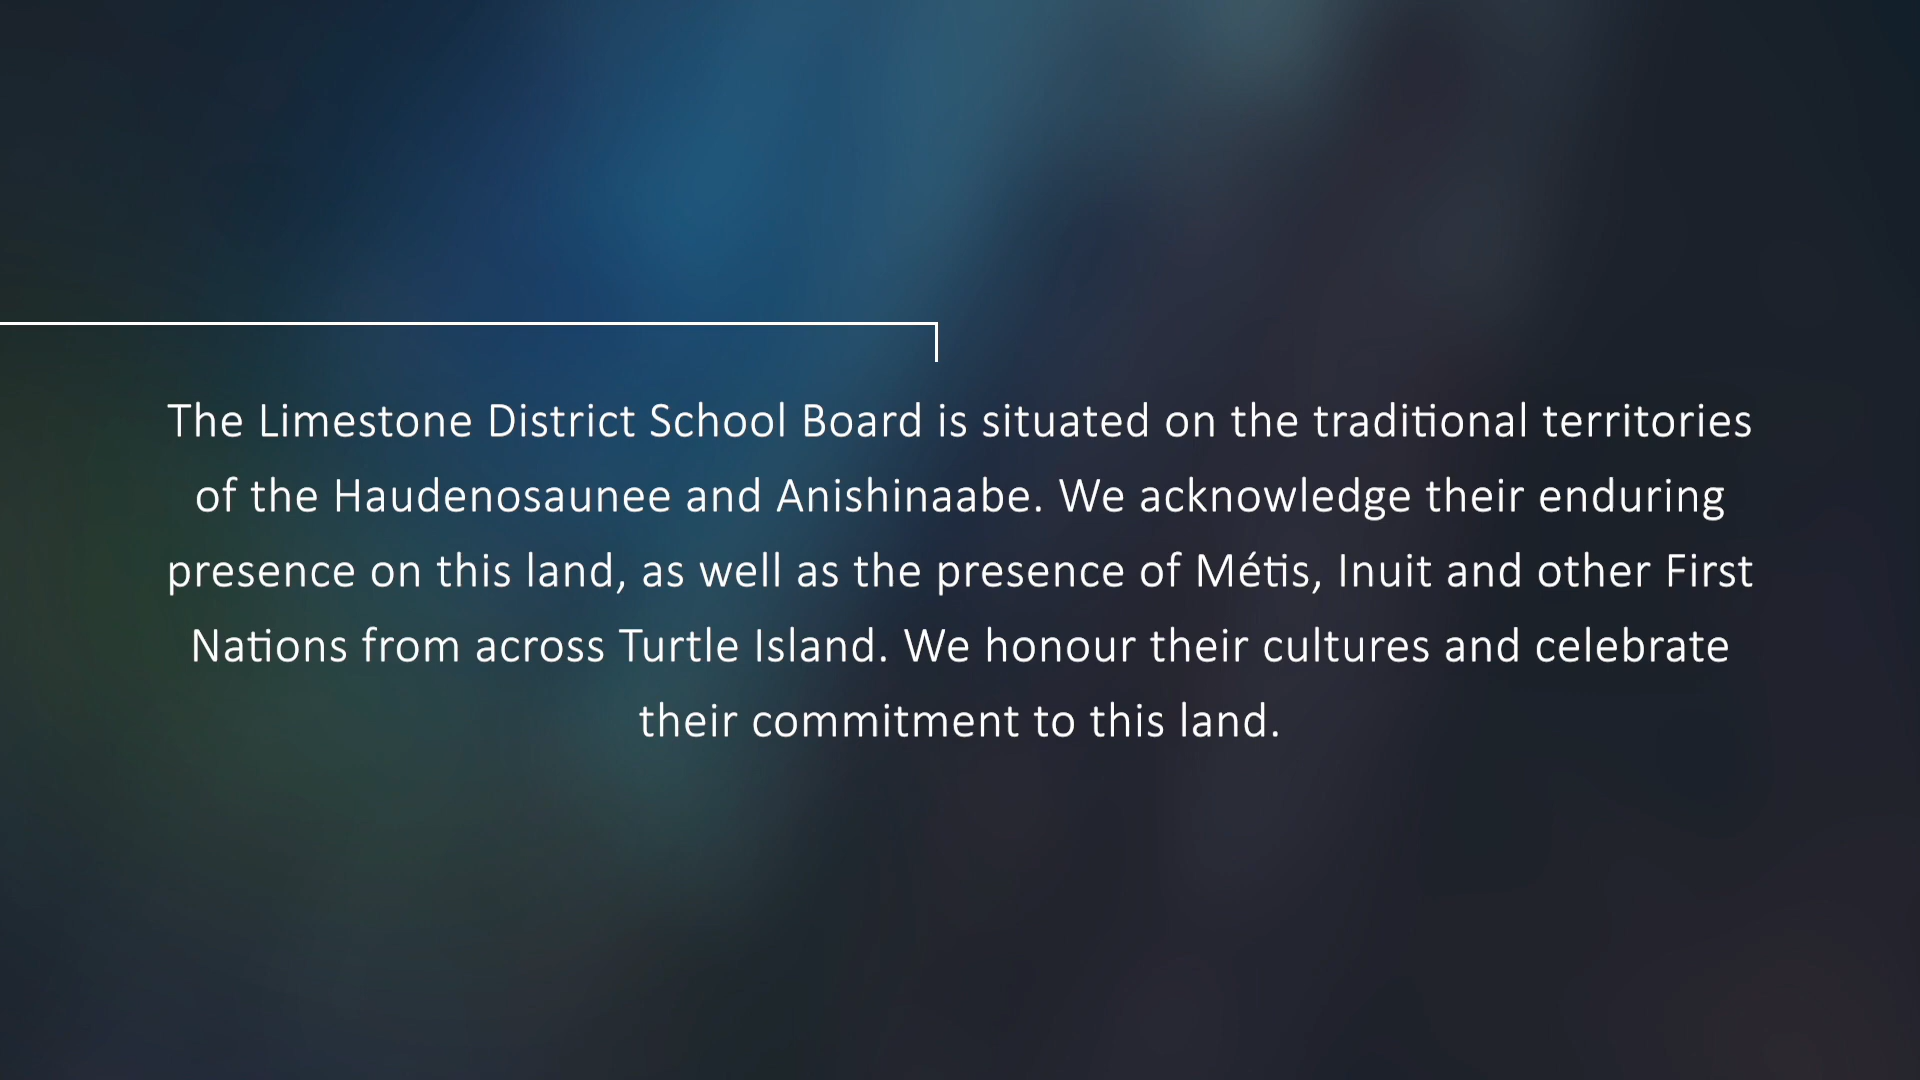 The Limestone District School Board is situated on the traditional territories
of the Haudenosaunee and Anishinaabe. We acknowledge their enduring
presence on this land, as well as the presence of Métis, Inuit and other First
Nations from across Turtle Island. We honour their cultures and celebrate
their commitment to this land.